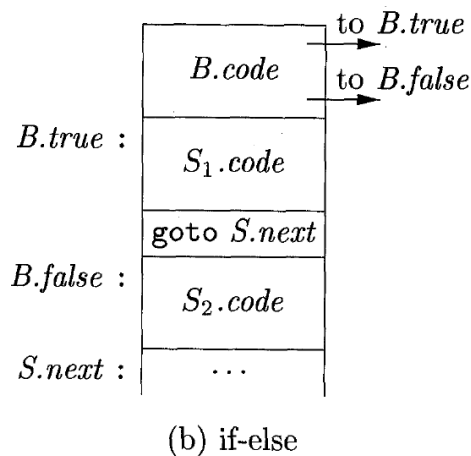 to B.true
B.code
to B.false
B.true :
S₁.code
goto S.next
B.false :
S₂.code
S.next :
...
(b) if-else